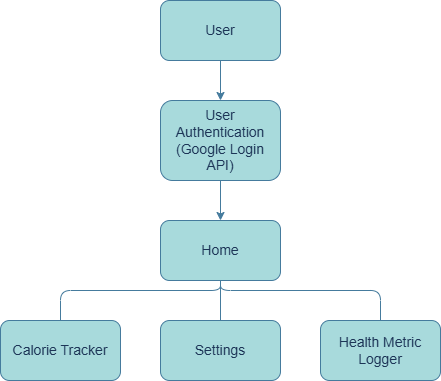 User
User
Authentication
(Google Login
API)
Home
Calorie Tracker
Settings
Health Metric
Logger